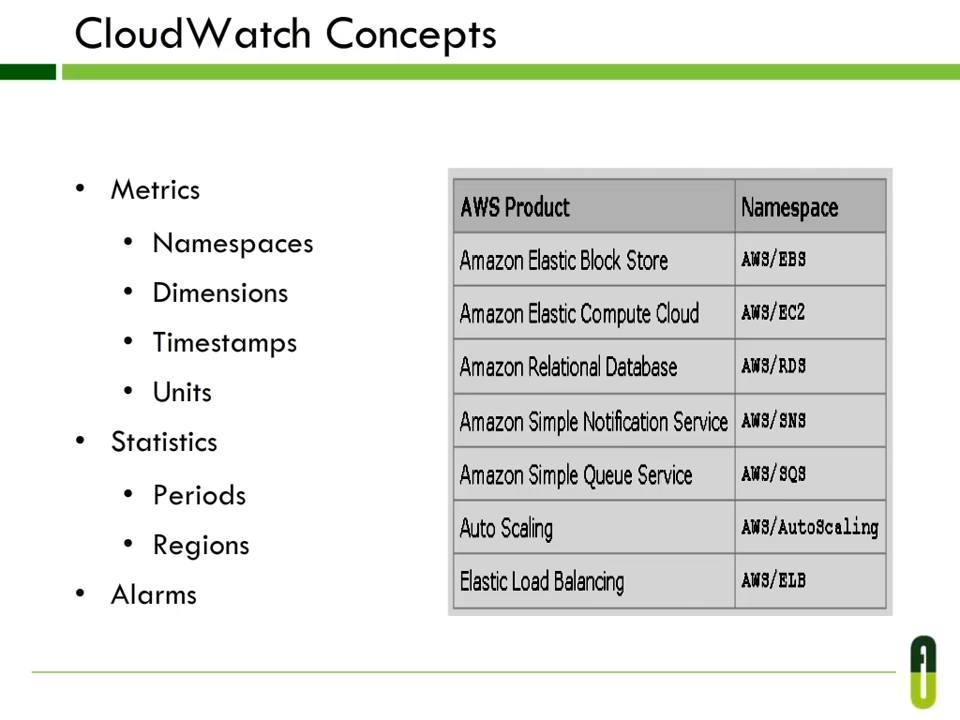 CloudWatch Concepts
• Metrics
• Namespaces
• Dimensions
• Timestamps
• Units
• Statistics
• Periods
• Regions
• Alarms
AWS Product Namespace
Amazon Elastic Block Store AWS/EBS
Amazon Elastic Compute Cloud AWS/EC2
Amazon Relational Database AWS/RDS
Amazon Simple Notification Service AWS/SNS
Amazon Simple Queue Service AWS/SQS
Auto Scaling AWS/AutoScaling
Elastic Load Balancing AWS/ELB